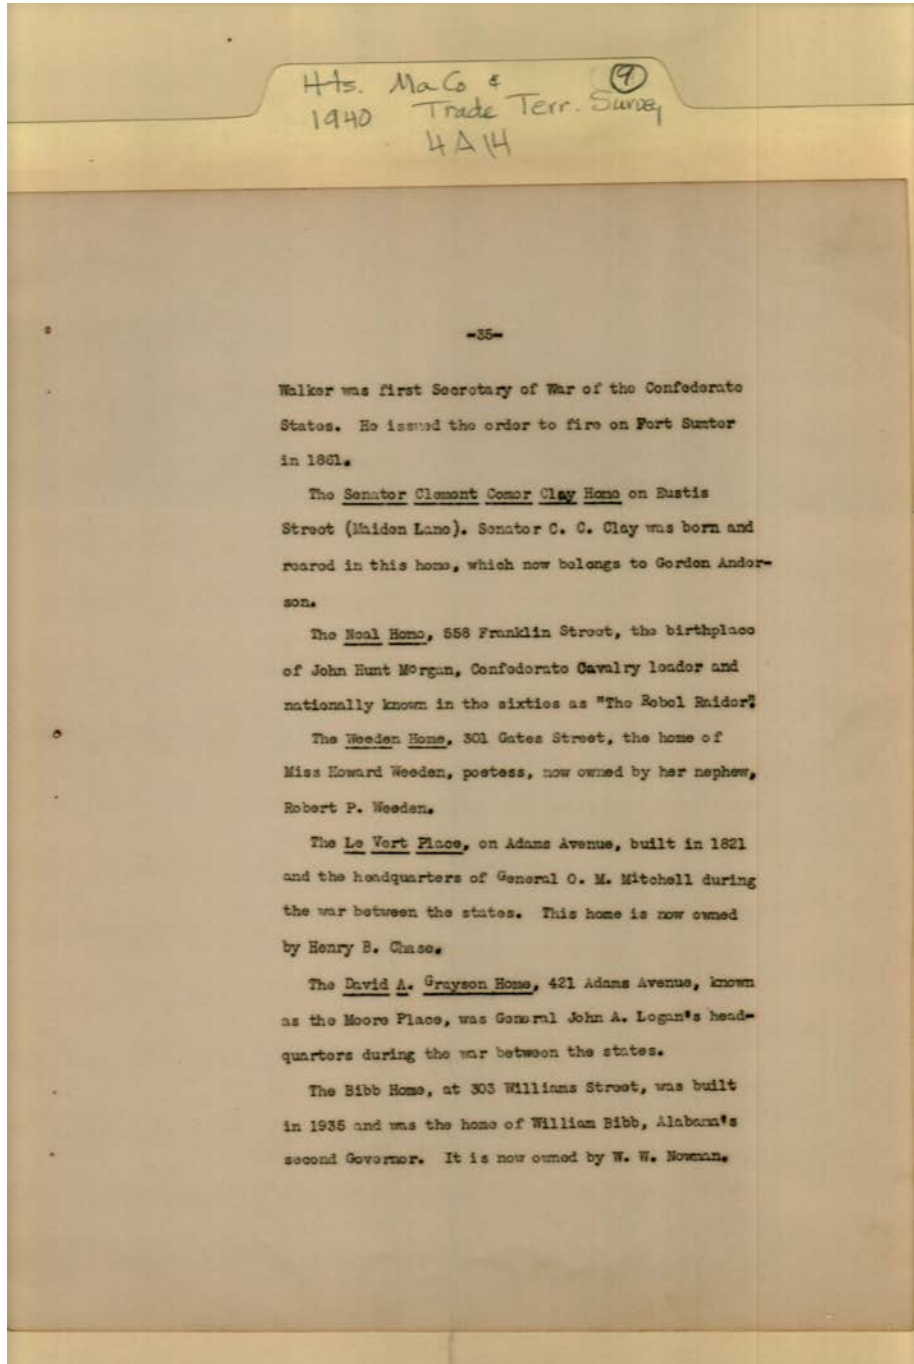 Hts. Ma Co & 9
1940 Trade Terr. Survey
4A14
-35-
Walker was first Secretary of War of the Confederate
States. He issued the order to fire on Fort Sumter
in 1861.
The Senator Clement Comer Clay Home on Eustis
Street (Maiden Lane). Senator C. C. Clay was born and
reared in this home, which now belongs to Gordon Ander-
son.
The Neal Home, 558 Franklin Street, the birthplace
of John Hunt Morgan, Confederate Cavalry leader and
nationally known in the sixties as "The Rebel Raider".
The Weeden Home, 301 Gates Street, the home of
Miss Howard Weeden, poetess, now owned by her nephew,
Robert P. Weeden.
The Le Vert Place, on Adams Avenue, built in 1821
and the headquarters of General O. M. Mitchell during
the war between the states. This home is now owned
by Henry B. Chase.
The David A. Grayson Home, 421 Adams Avenue, known
as the Moore Place, was General John A. Logan's head-
quarters during the war between the states.
The Bibb Home, at 303 Williams Street, was built
in 1935 and was the home of William Bibb, Alabama's
second Governor. It is now owned by W. W. Newman.